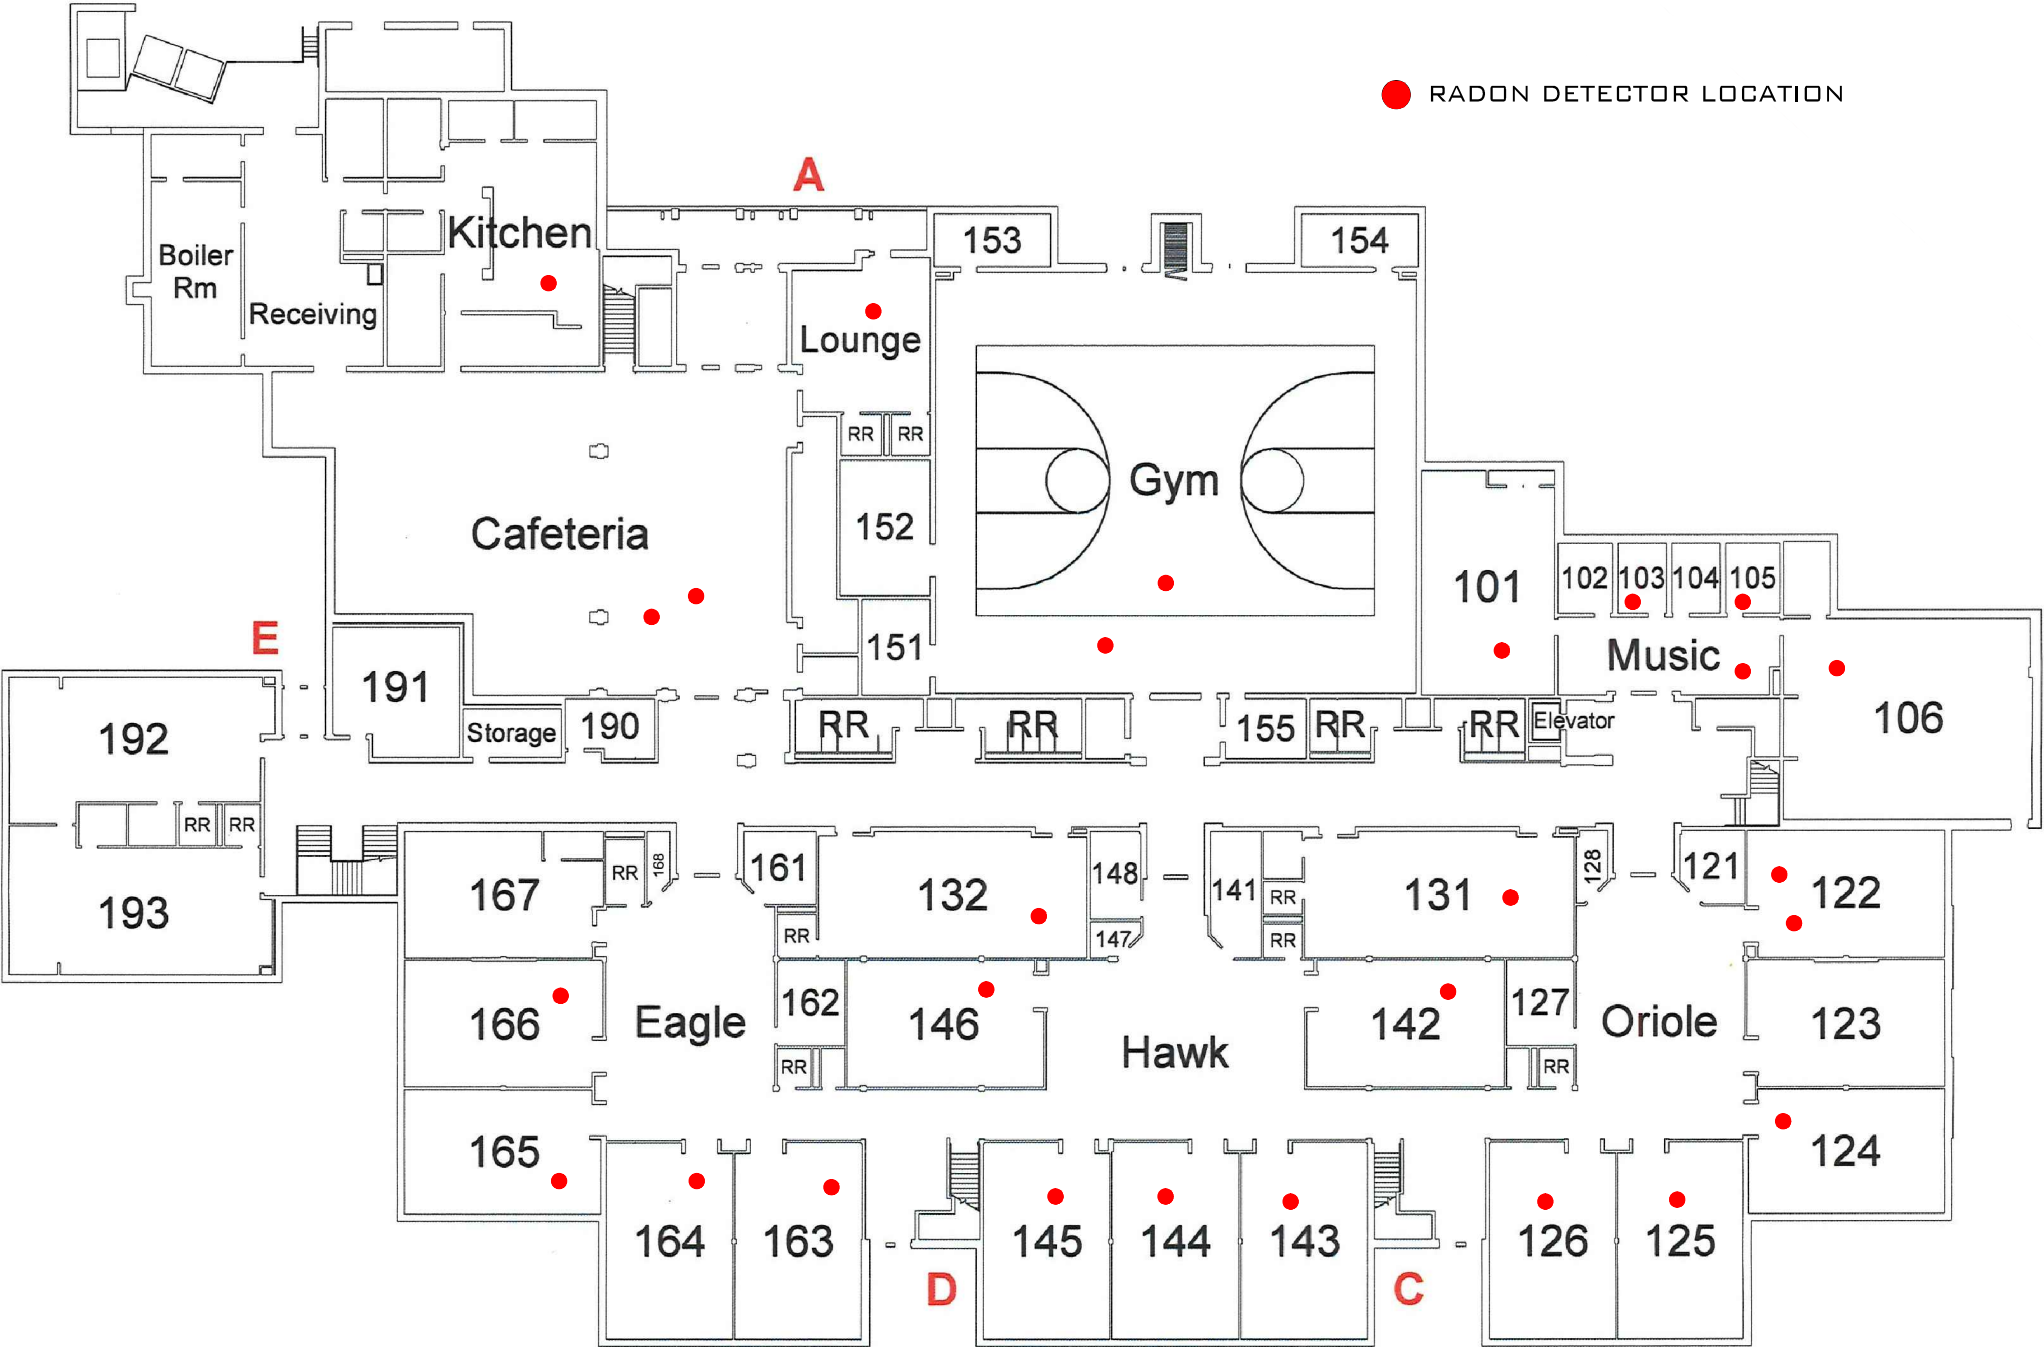 RADON DETECTOR LOCATION
A
Kitchen
153
154
Boiler
Rm
Receiving
Lounge
RR
RR
Gym
Cafeteria
152
101
102
103
104
105
151
Music
E
191
192
Storage
190
RR
RR
155
RR
RR
Elevator
106
RR
RR
193
167
RR
168
161
132
148
141
RR
131
128
121
122
RR
147
RR
166
Eagle
162
146
Hawk
142
127
Oriole
123
RR
RR
165
124
164
163
145
144
143
126
125
D
C